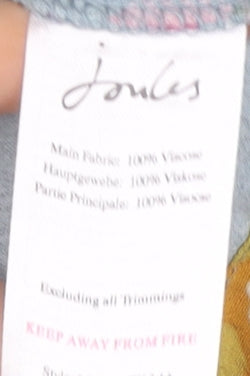 joules
Main Fabric: 100% Viscose
Hauptgewebe: 100% Viskose
Partie Principale: 100% Viscose
Excluding all Trimmings
KEEP AWAY FROM FIRE